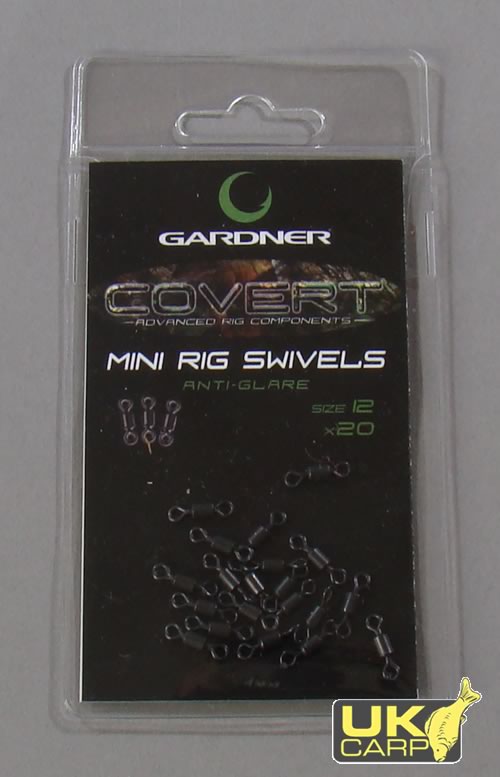 GARDNER
COVERT
ADVANCED RIG COMPONENTS
MINI RIG SWIVELS
ANTI-GLARE
SIZE 12
x20
UK
CARP